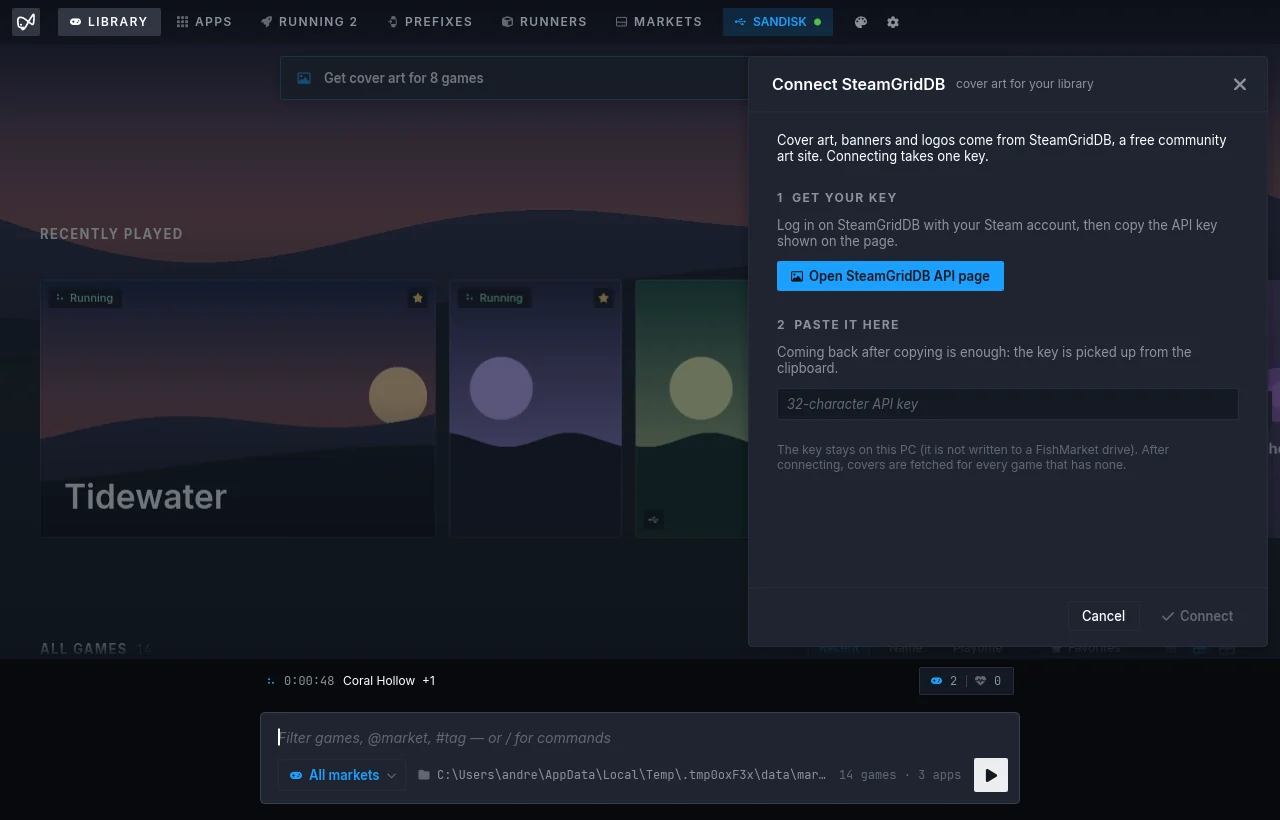 LIBRARY
APPS
RUNNING 2
PREFIXES
RUNNERS
MARKETS
SANDISK
Get cover art for 8 games
Connect SteamGridDB
cover art for your library
Cover art, banners and logos come from SteamGridDB, a free community
art site. Connecting takes one key.
1 GET YOUR KEY
Log in on SteamGridDB with your Steam account, then copy the API key
shown on the page.
Open SteamGridDB API page
2 PASTE IT HERE
Coming back after copying is enough: the key is picked up from the
clipboard.
32-character API key
The key stays on this PC (it is not written to a FishMarket drive). After
connecting, covers are fetched for every game that has none.
Cancel
Connect
RECENTLY PLAYED
Running
Running
Tidewater
ALL GAMES 14
Recent
Name
Playtime
Favorites
0:00:48 Coral Hollow +1
2
0
Filter games, @market, #tag — or / for commands
All markets
C:\Users\andre\AppData\Local\Temp\.tmp0oxF3x\data\mar…
14 games · 3 apps